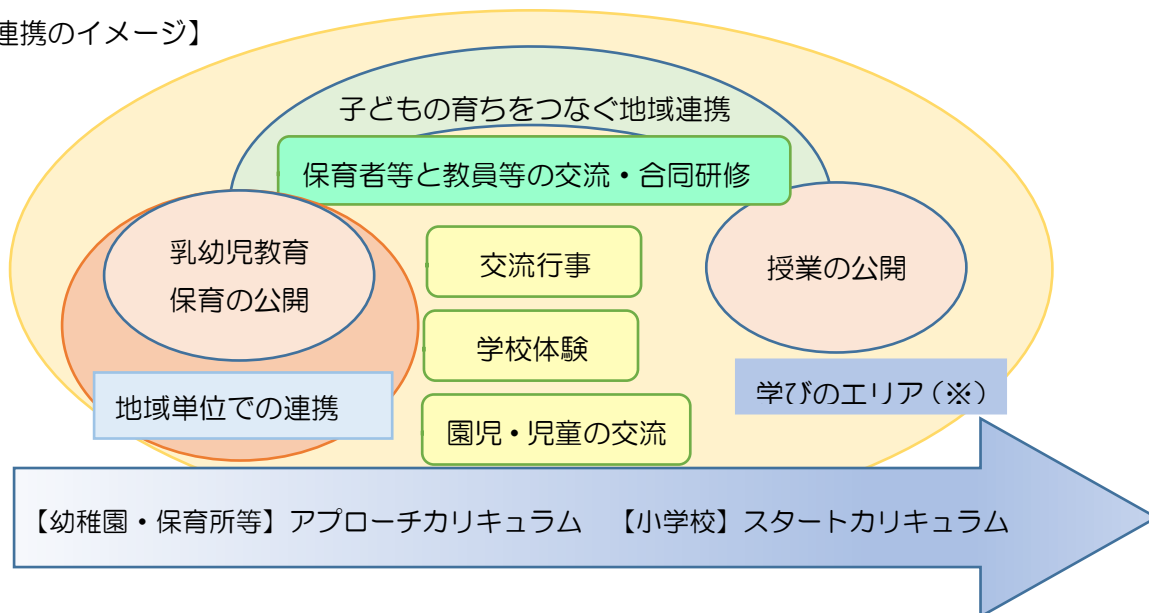 連携のイメージ】
子どもの育ちをつなぐ地域連携
保育者等と教員等の交流・合同研修
乳幼児教育
保育の公開
交流行事
授業の公開
学校体験
地域単位での連携
学びのエリア（※）
園児・児童の交流
【幼稚園・保育所等】アプローチカリキュラム　【小学校】スタートカリキュラム